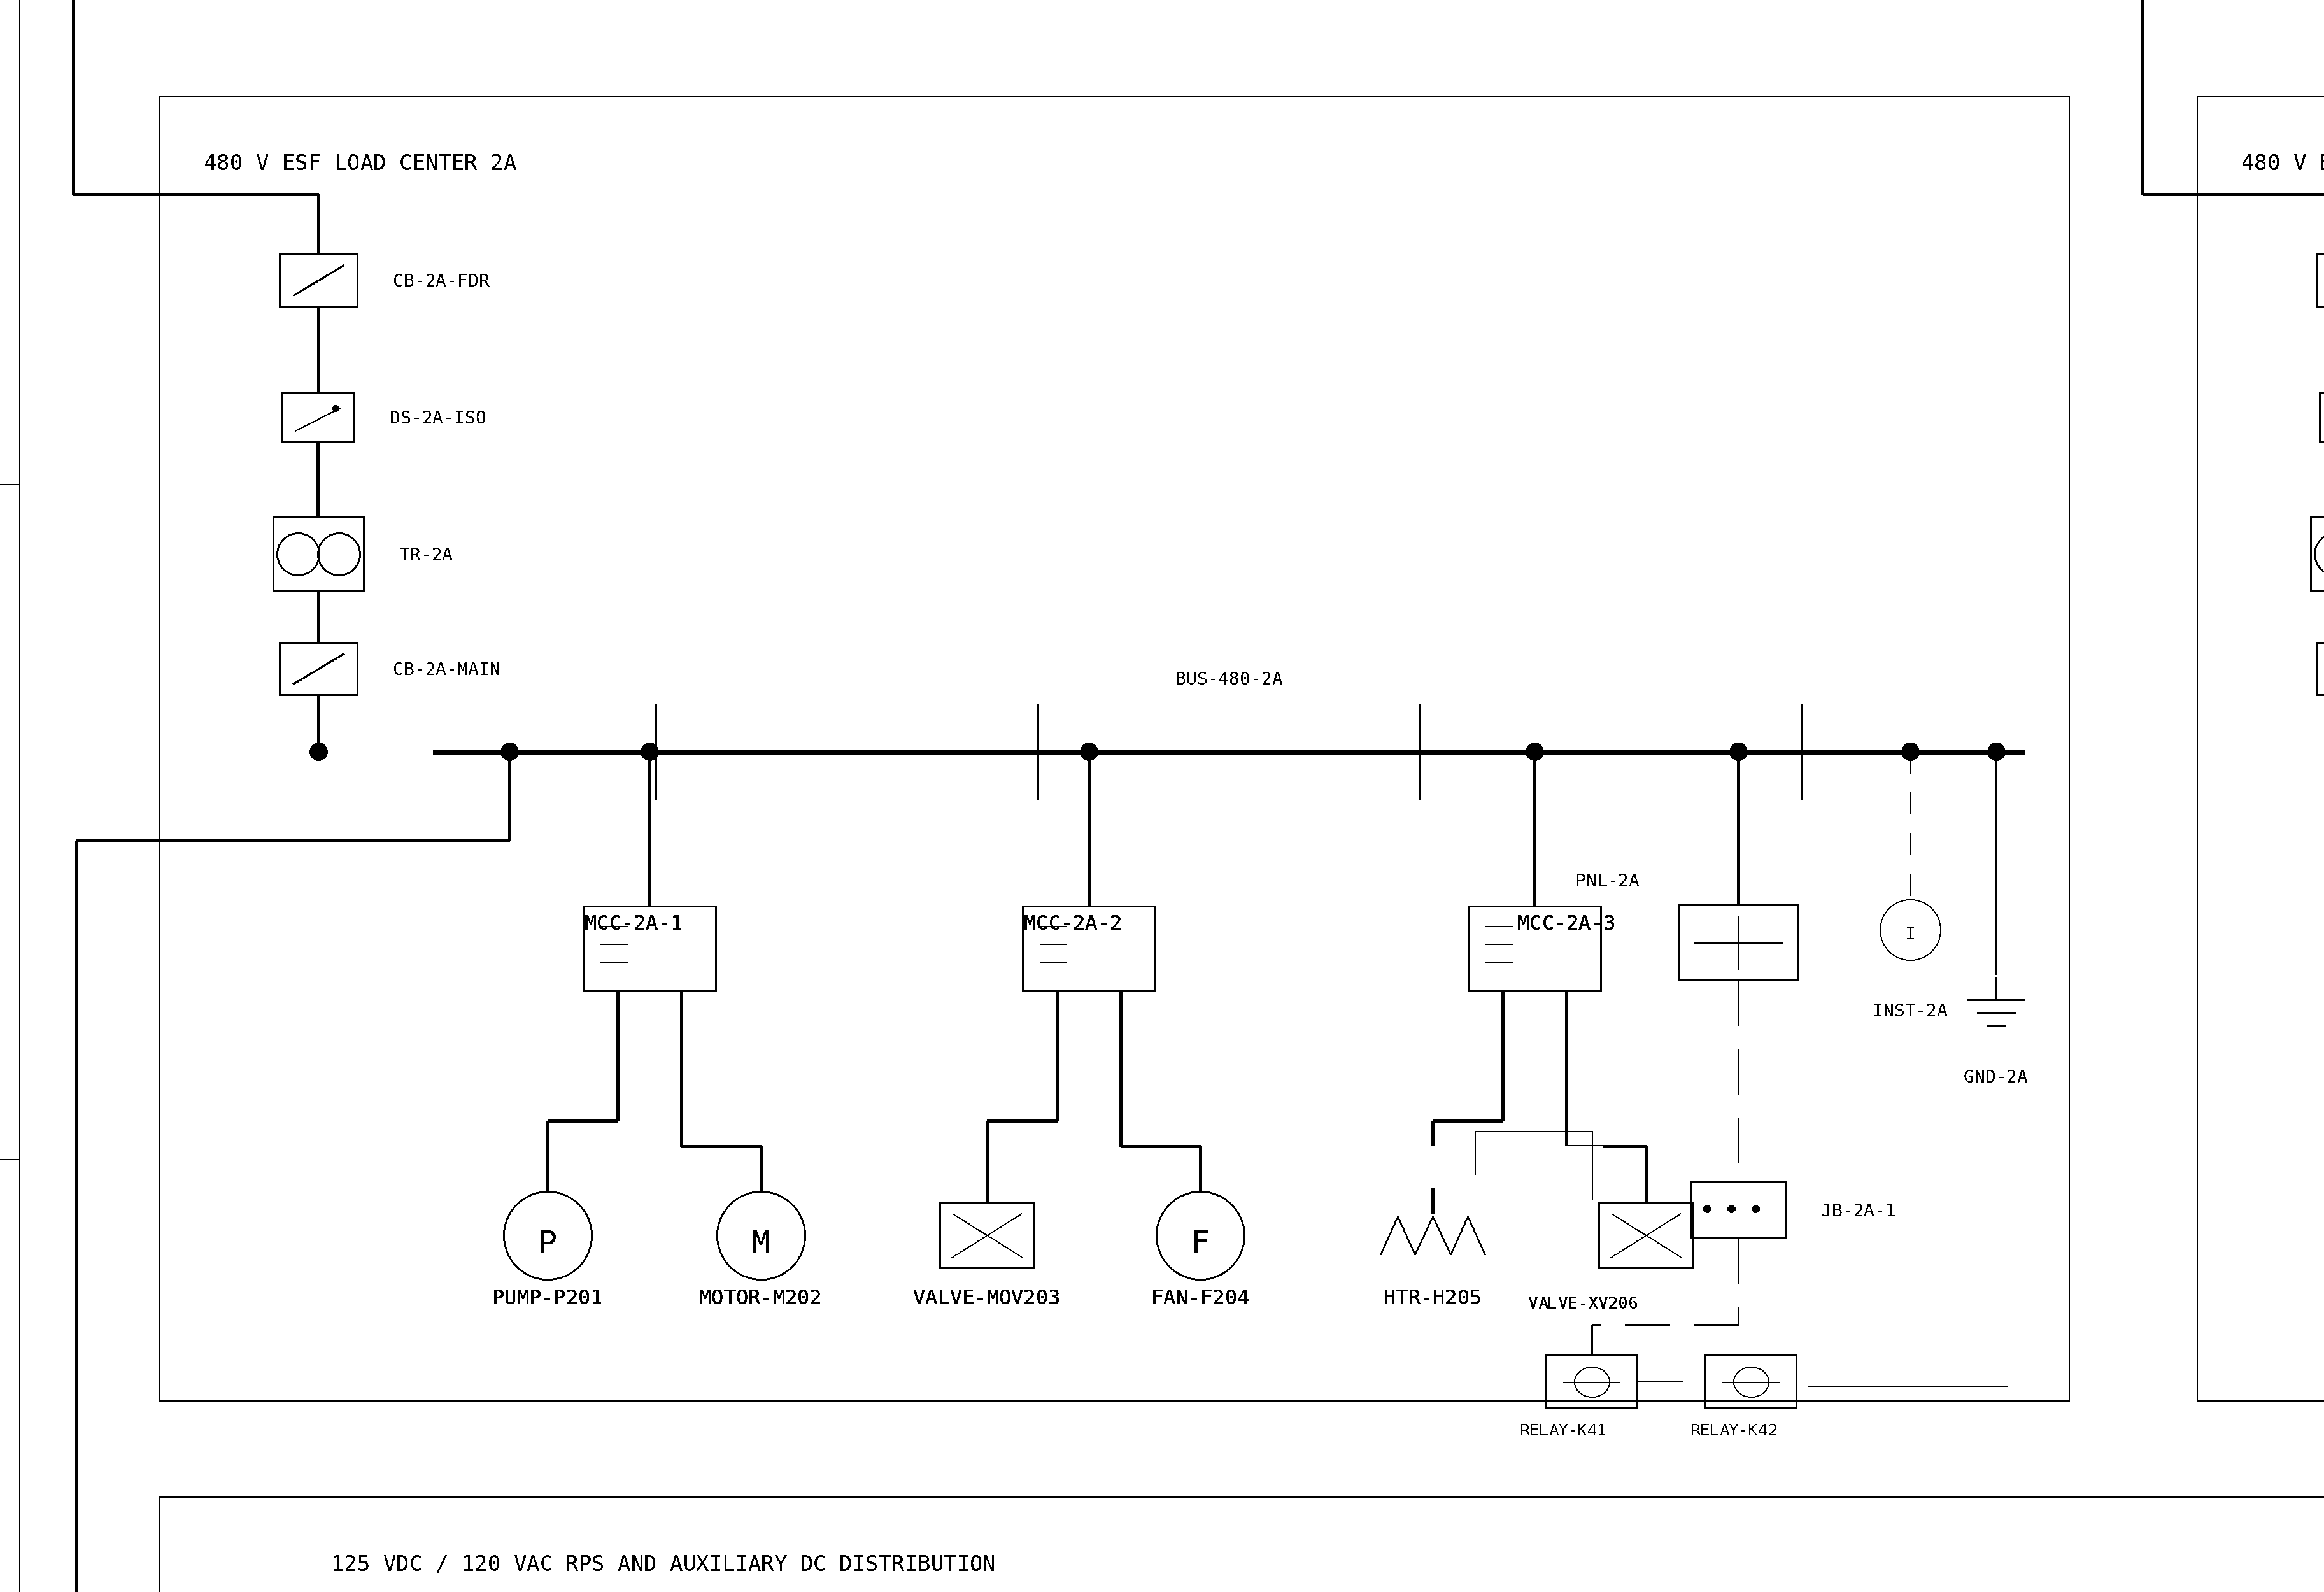 480 V ESF LOAD CENTER 2A
480 V
CB-2A-FDR
DS-2A-ISO
TR-2A
CB-2A-MAIN
BUS-480-2A
PNL-2A
MCC-2A-1
MCC-2A-2
MCC-2A-3
I
INST-2A
GND-2A
JB-2A-1
P
M
F
PUMP-P201
MOTOR-M202
VALVE-MOV203
FAN-F204
HTR-H205
VALVE-XV206
RELAY-K41
RELAY-K42
125 VDC / 120 VAC RPS AND AUXILIARY DC DISTRIBUTION